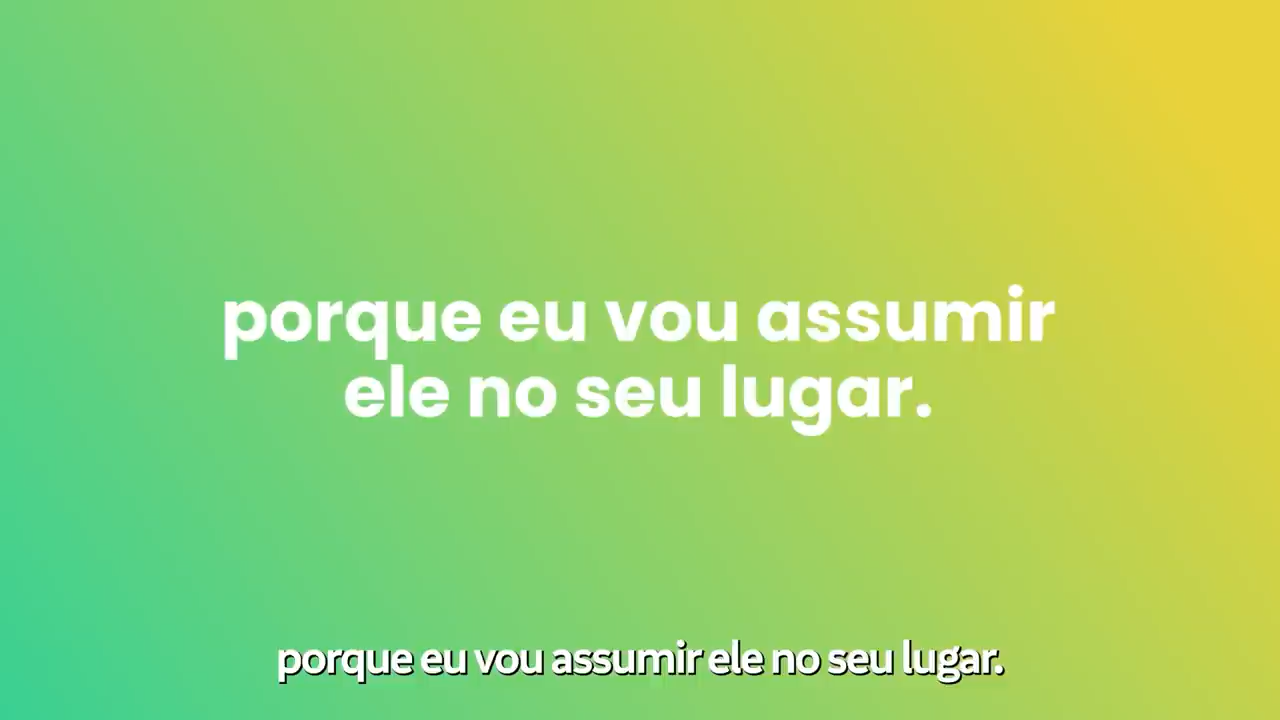 porque eu vou assumir
ele no seu lugar.
porque eu vou assumir ele no seu lugar.